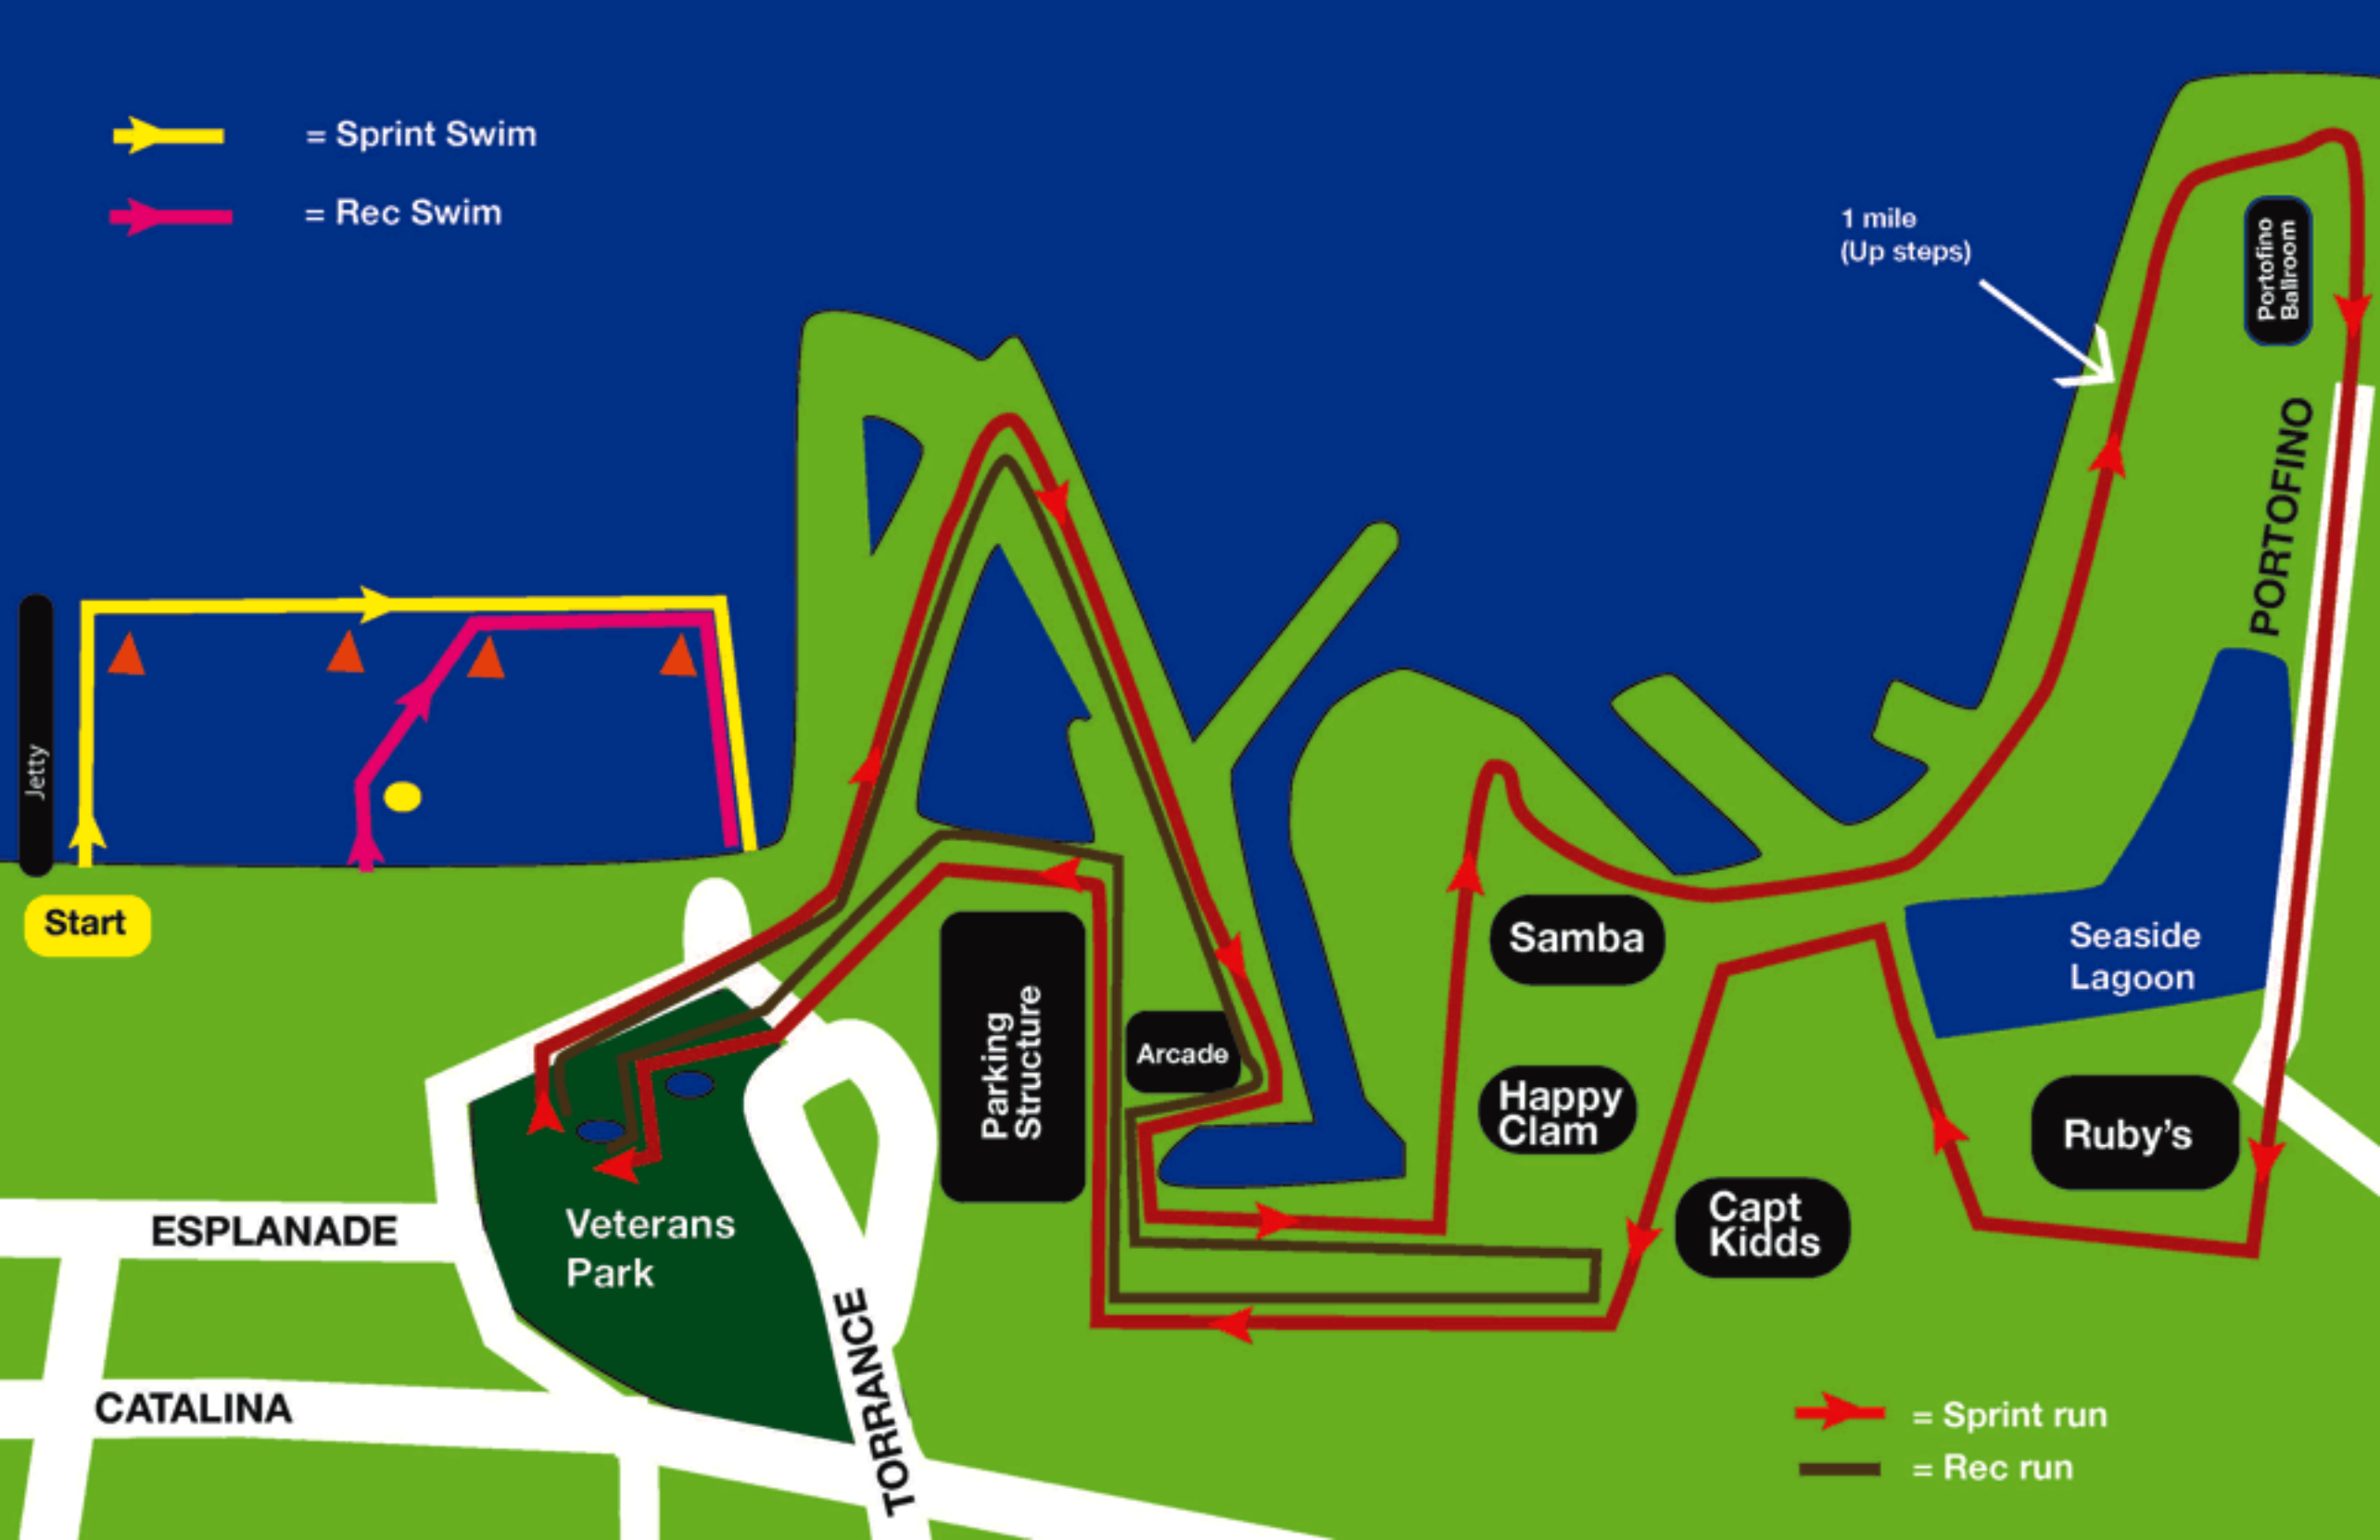 = Sprint Swim
= Rec Swim
1 mile
(Up steps)
Portofino
Ballroom
PORTOFINO
Jetty
Start
Samba
Seaside
Lagoon
Parking
Structure
Arcade
Happy
Clam
Ruby's
Capt
Kidds
Veterans
Park
ESPLANADE
TORRANCE
CATALINA
= Sprint run
= Rec run